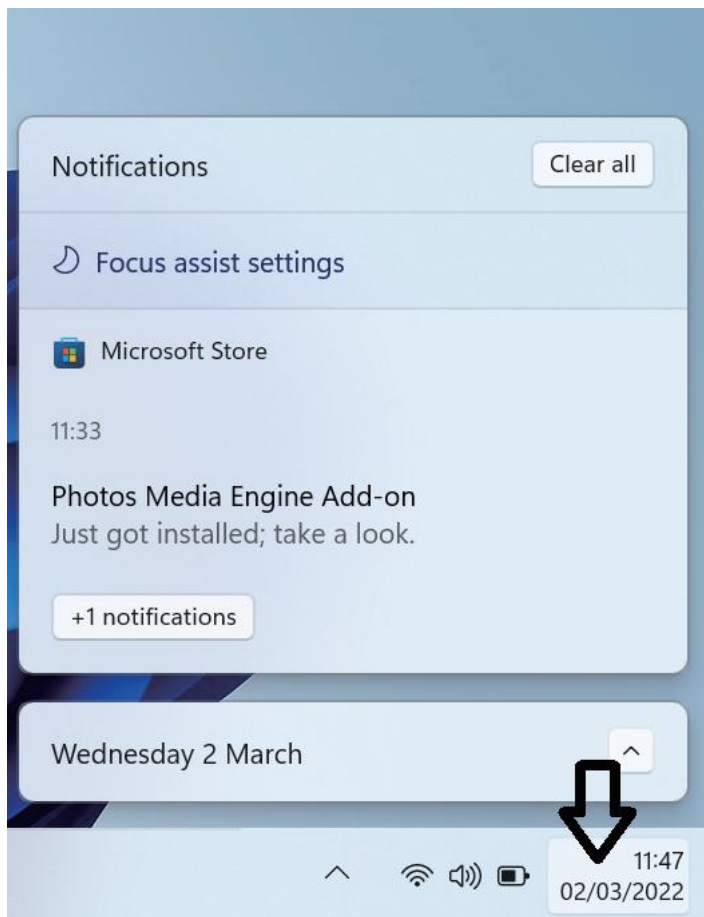 Notifications
Clear all
Focus assist settings
Microsoft Store
11:33
Photos Media Engine Add-on
Just got installed; take a look.
+1 notifications
Wednesday 2 March
11:47
02/03/2022